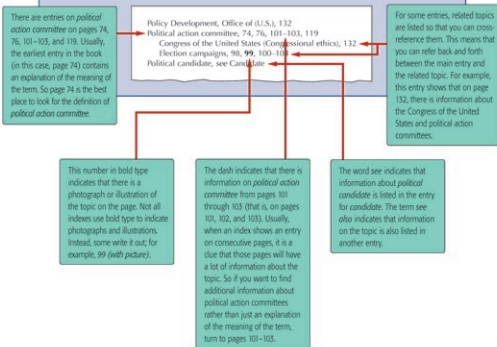 There are entries on political
action committee on pages 74,
76, 101–103, and 119. Usually,
the earliest entry in the book
(in this case, page 74) contains
an explanation of the meaning of
the term. So page 74 is the best
place to look for the definition of
political action committee.
Policy Development, Office of (U.S.), 132
Political action committee, 74, 76, 101–103, 119
Congress of the United States (Congressional ethics), 132
Election campaigns, 98, 99, 100–103
Political candidate, see Candidate
For some entries, related topics
are listed so that you can cross-
reference them. This means that
you can refer back and forth
between the main entry and
the related topic. For example,
this entry shows that on page
132, there is information about
the Congress of the United
States and political action
committees.
This number in bold type
indicates that there is a
photograph or illustration of
the topic on the page. Not all
indexes use bold type to indicate
photographs and illustrations.
Instead, some write it out; for
example, 99 (with picture).
The dash indicates that there is
information on political action
committee from pages 101
through 103 (that is, on pages
101, 102, and 103). Usually,
when an index shows an entry
on consecutive pages, it is a
clue that those pages will have
a lot of information about the
topic. So if you want to find
additional information about
political action committees
rather than just an explanation
of the meaning of the term,
turn to pages 101–103.
The word see indicates that
information about political
candidate is listed in the entry
for candidate. The term see
also indicates that information
on the topic is also listed in
another entry.